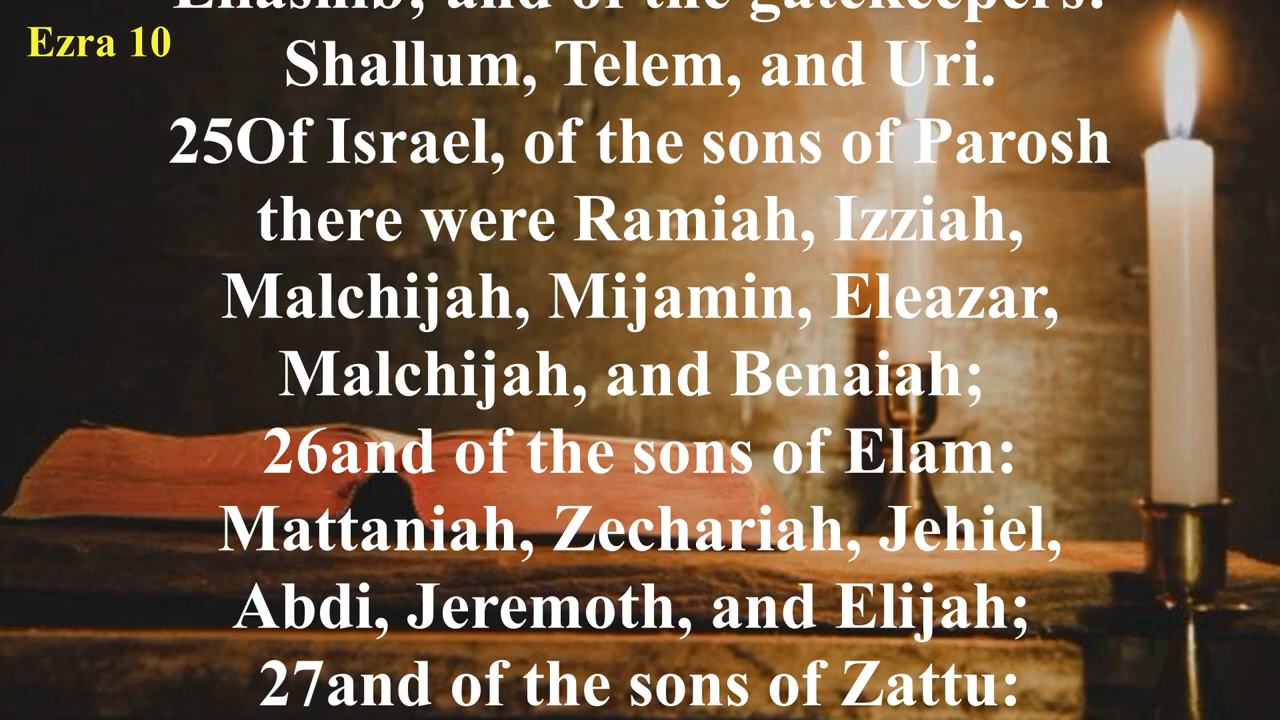 Ezra 10
Eliashib; and of the gatekeepers:
Shallum, Telem, and Uri.
25Of Israel, of the sons of Parosh
there were Ramiah, Izziah,
Malchijah, Mijamin, Eleazar,
Malchijah, and Benaiah;
26and of the sons of Elam:
Mattaniah, Zechariah, Jehiel,
Abdi, Jeremoth, and Elijah;
27and of the sons of Zattu: